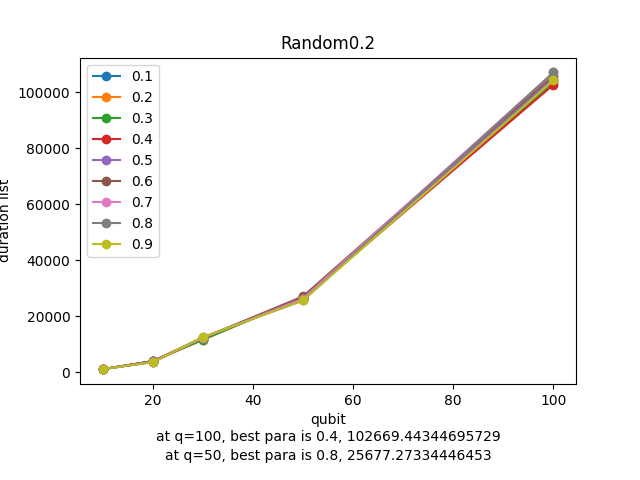 Random0.2
duration list
100000
80000
60000
40000
20000
0
0.1
0.2
0.3
0.4
0.5
0.6
0.7
0.8
0.9
20 40 60 80 100
qubit
at q=100, best para is 0.4, 102669.44344695729
at q=50, best para is 0.8, 25677.27334446453